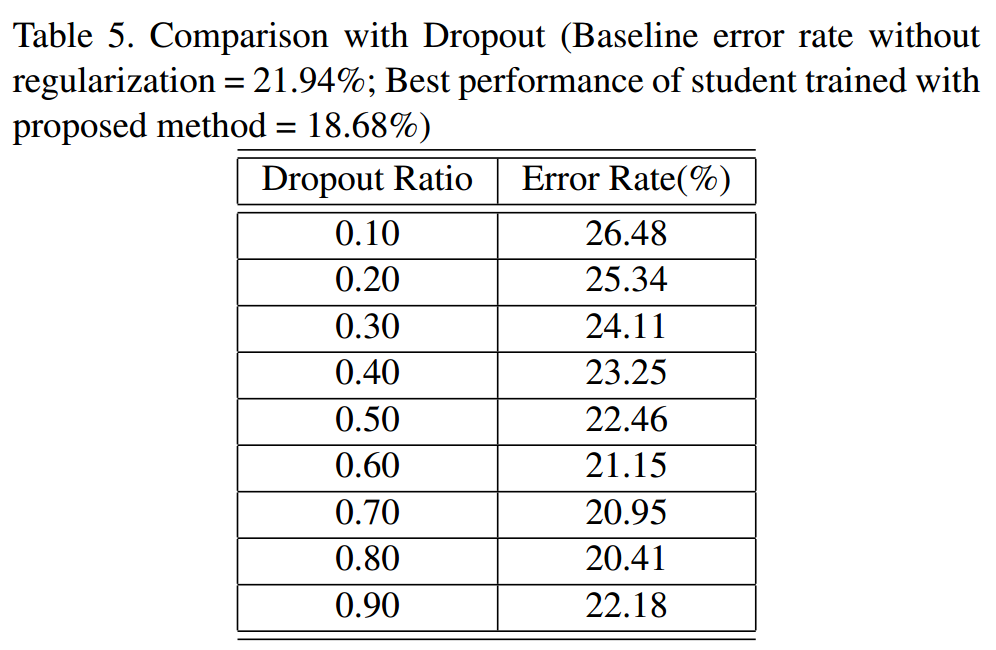 Table 5. Comparison with Dropout (Baseline error rate without
regularization = 21.94%; Best performance of student trained with
proposed method = 18.68%)
Dropout Ratio Error Rate(%)
0.10 26.48
0.20 25.34
0.30 24.11
0.40 23.25
0.50 22.46
0.60 21.15
0.70 20.95
0.80 20.41
0.90 22.18